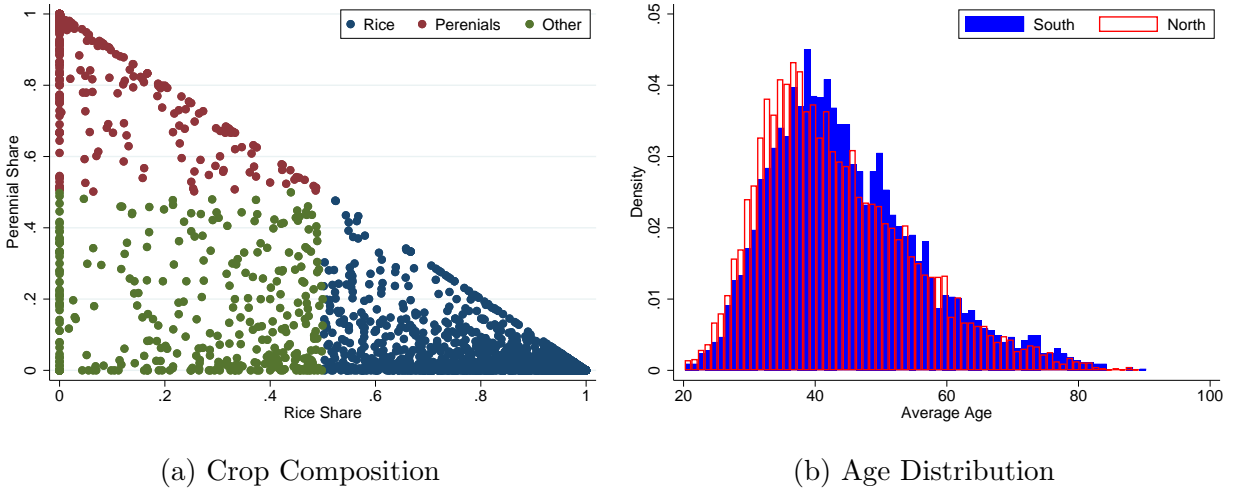 Rice Perenials Other
Perennial Share
1
.8
.6
.4
.2
0
0 .2 .4 .6 .8 1
Rice Share
(a) Crop Composition
South North
Density
.05
.04
.03
.02
.01
0
20 40 60 80 100
Average Age
(b) Age Distribution